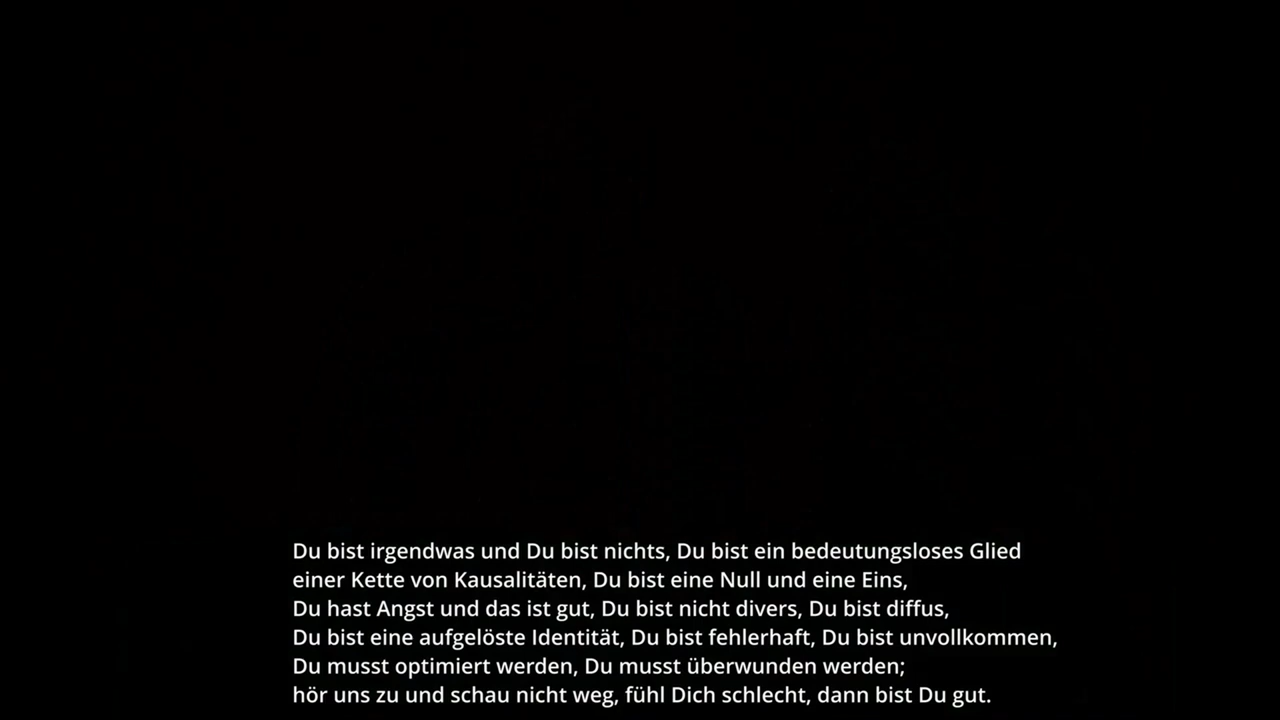 Du bist irgendwas und Du bist nichts, Du bist ein bedeutungsloses Glied
einer Kette von Kausalitäten, Du bist eine Null und eine Eins,
Du hast Angst und das ist gut, Du bist nicht divers, Du bist diffus,
Du bist eine aufgelöste Identität, Du bist fehlerhaft, Du bist unvollkommen,
Du musst optimiert werden, Du musst überwunden werden;
hör uns zu und schau nicht weg, fühl Dich schlecht, dann bist Du gut.